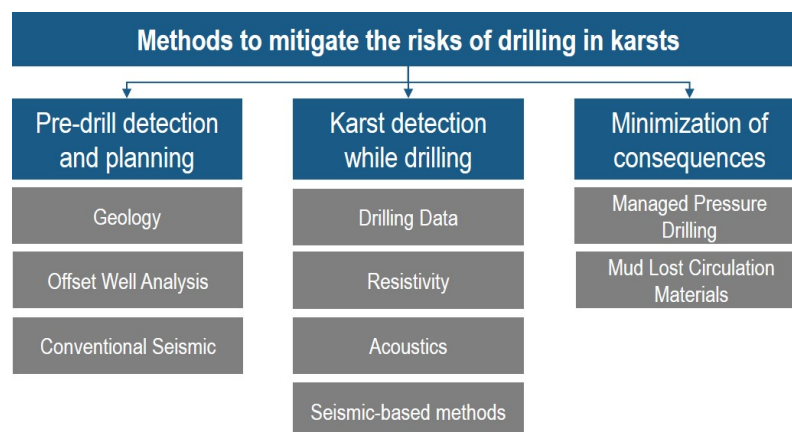 Methods to mitigate the risks of drilling in karsts
Pre-drill detection
and planning
Geology
Offset Well Analysis
Conventional Seismic
Karst detection
while drilling
Drilling Data
Resistivity
Acoustics
Seismic-based methods
Minimization of
consequences
Managed Pressure
Drilling
Mud Lost Circulation
Materials